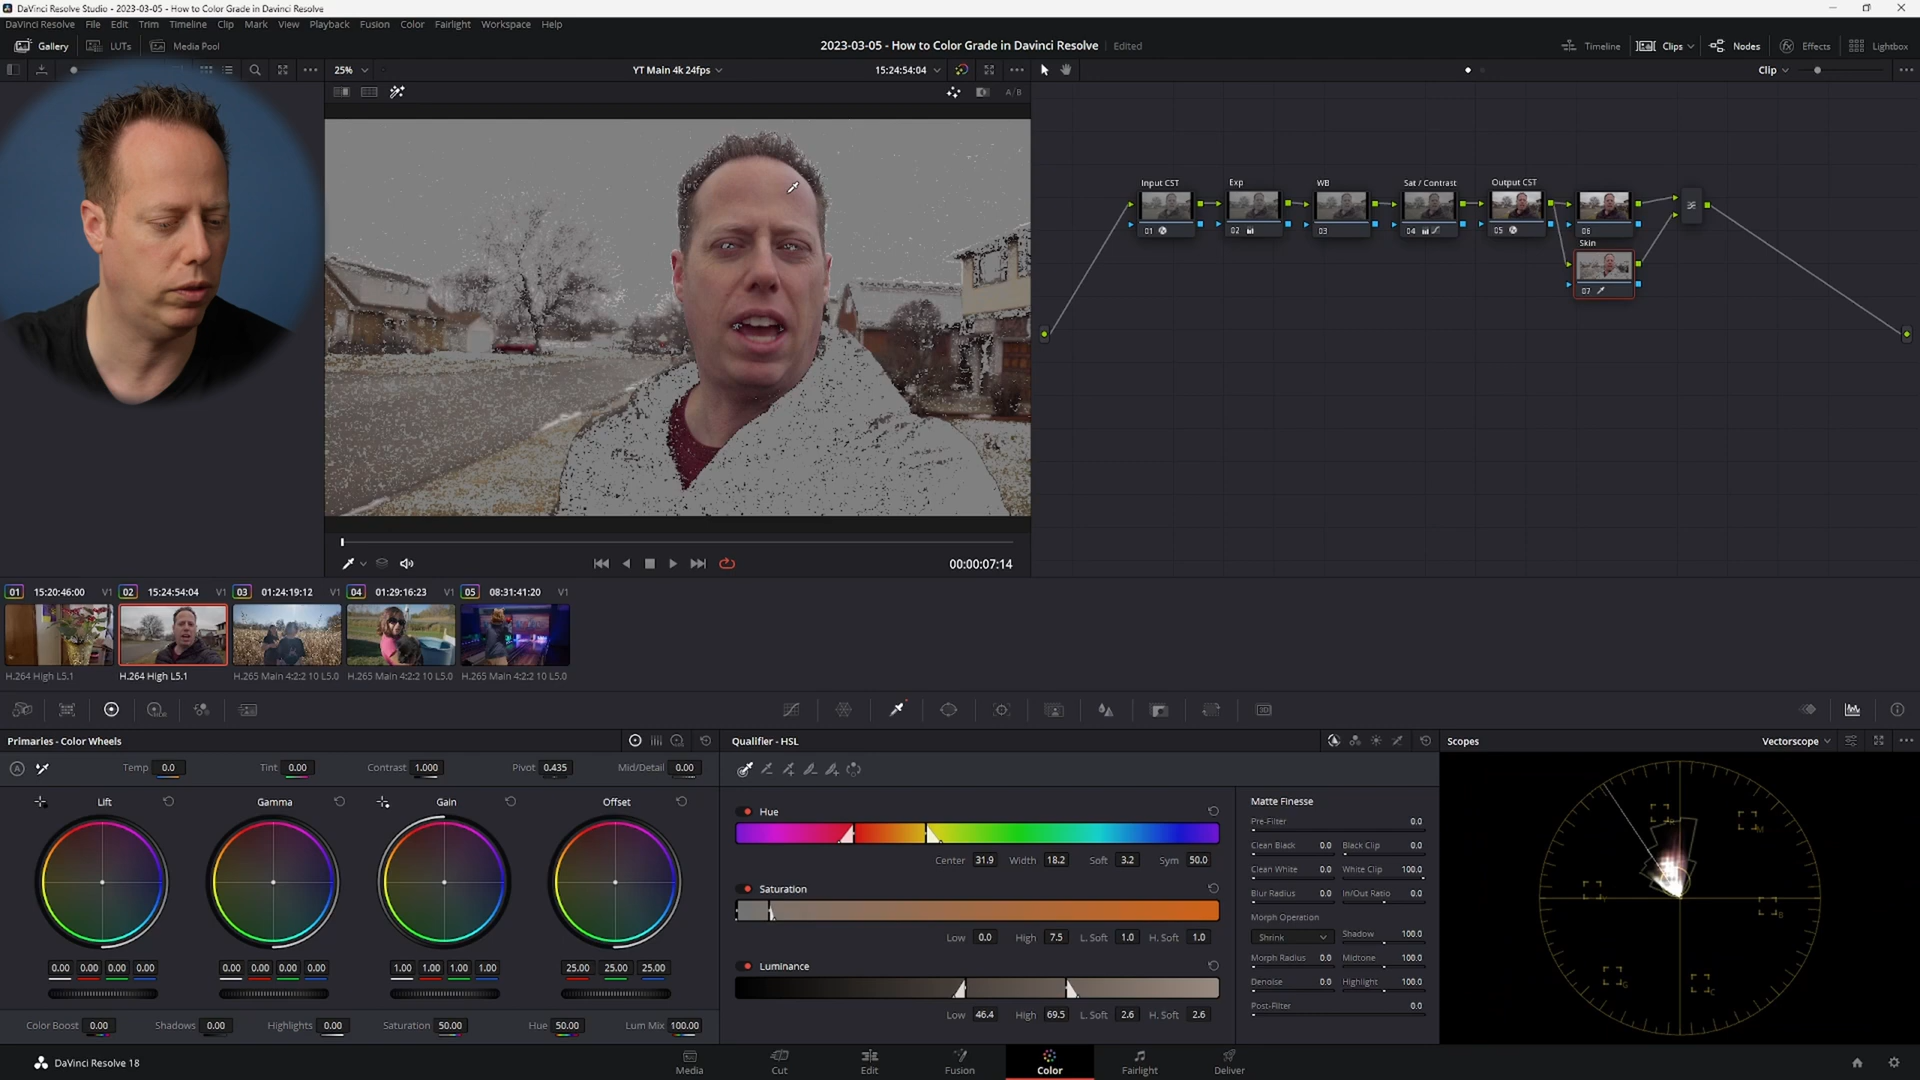 DaVinci Resolve Studio - 2023-03-05 - How to Color Grade in Davinci Resolve
DaVinci Resolve File Edit Trim Timeline Clip Mark View Playback Fusion Color Fairlight Workspace Help
Gallery LUTs Media Pool 2023-03-05 - How to Color Grade in Davinci Resolve Edited Timeline Clips Nodes Effects Lightbox
25% YT Main 4k 24fps 15:24:54:04 Clip
A/B
Input CST Exp WB Sat / Contrast Output CST
01 02 03 04 05 06
Skin
07
00:00:07:14
01 15:20:46:00 V1 02 15:24:54:04 V1 03 01:24:19:12 V1 04 01:29:16:23 V1 05 08:31:41:20 V1
H.264 High L5.1 H.264 High L5.1 H.265 Main 4:2:2 10 L5.0 H.265 Main 4:2:2 10 L5.0 H.265 Main 4:2:2 10 L5.0
HDR 3D
Primaries - Color Wheels Qualifier - HSL Scopes Vectorscope
A Temp 0.0 Tint 0.00 Contrast 1.000 Pivot 0.435 Mid/Detail 0.00
Lift Gamma Gain Offset
Hue
Center 31.9 Width 18.2 Soft 3.2 Sym 50.0
Saturation
Low 0.0 High 7.5 L. Soft 1.0 H. Soft 1.0
Luminance
Low 46.4 High 69.5 L. Soft 2.6 H. Soft 2.6
Matte Finesse
Pre-Filter 0.0
Clean Black 0.0 Black Clip 0.0
Clean White 0.0 White Clip 100.0
Blur Radius 0.0 In/Out Ratio 0.0
Morph Operation
Shrink Shadow 100.0
Morph Radius 0.0 Midtone 100.0
Denoise 0.0 Highlight 100.0
Post-Filter 0.0
0.00 0.00 0.00 0.00 0.00 0.00 0.00 0.00 1.00 1.00 1.00 1.00 25.00 25.00 25.00
Color Boost 0.00 Shadows 0.00 Highlights 0.00 Saturation 50.00 Hue 50.00 Lum Mix 100.00
B
G
C
DaVinci Resolve 18 Media Cut Edit Fusion Color Fairlight Deliver